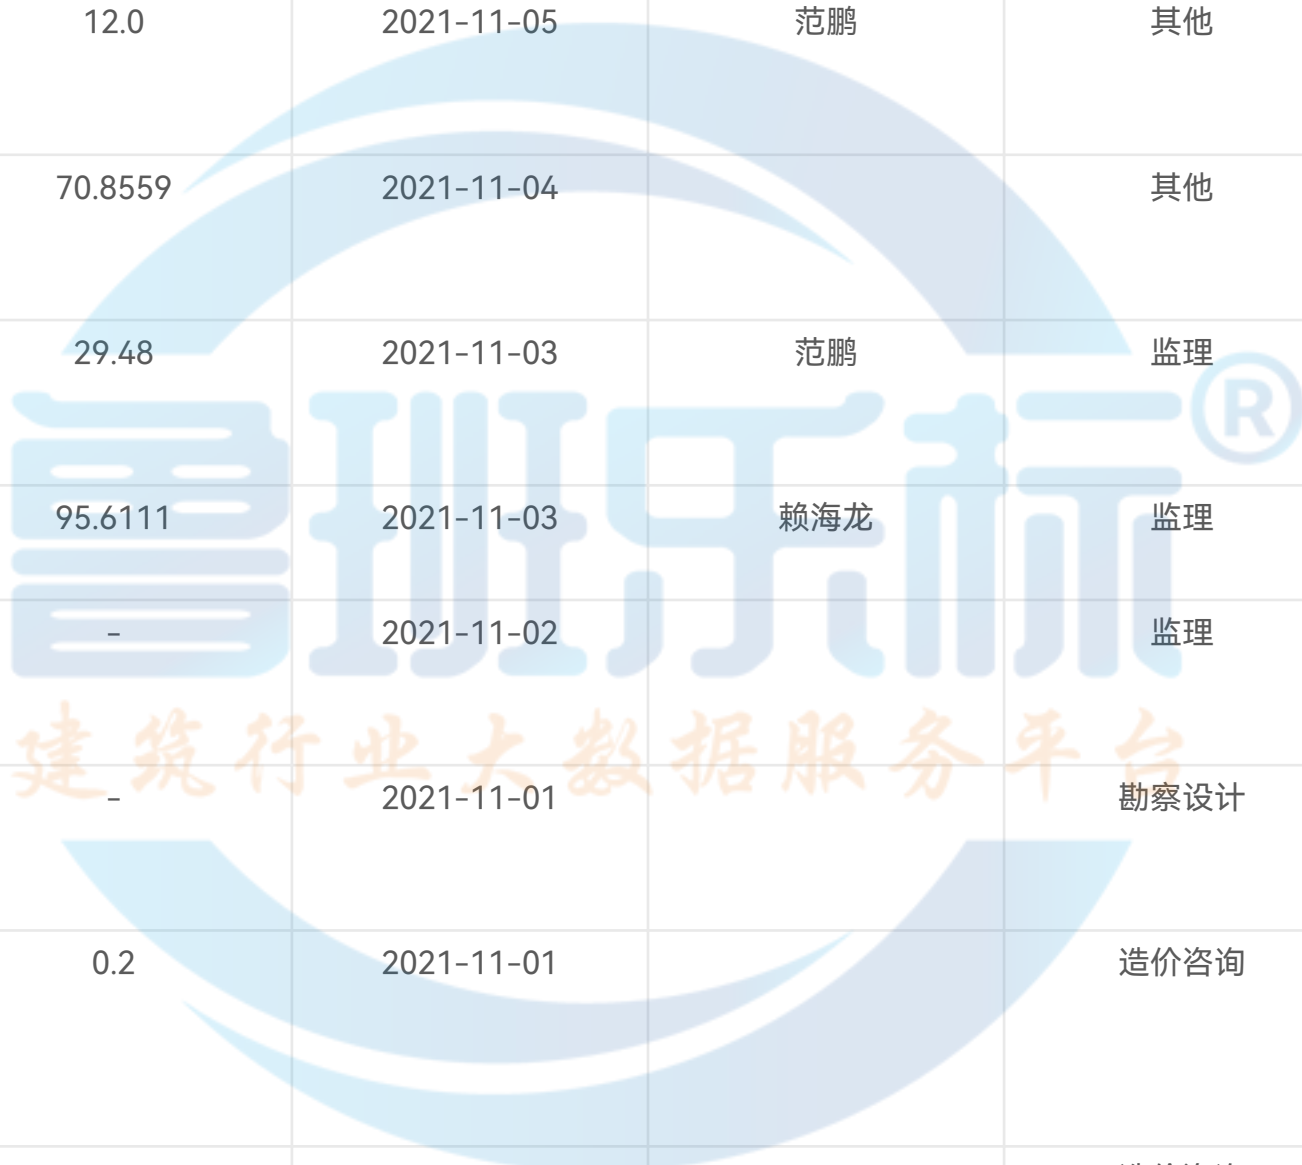 12.0 2021-11-05 范鹏 其他
70.8559 2021-11-04 其他
29.48 2021-11-03 范鹏 监理
鲁班乐标®
95.6111 2021-11-03 赖海龙 监理
- 2021-11-02 监理
建筑行业大数据服务平台
- 2021-11-01 勘察设计
0.2 2021-11-01 造价咨询